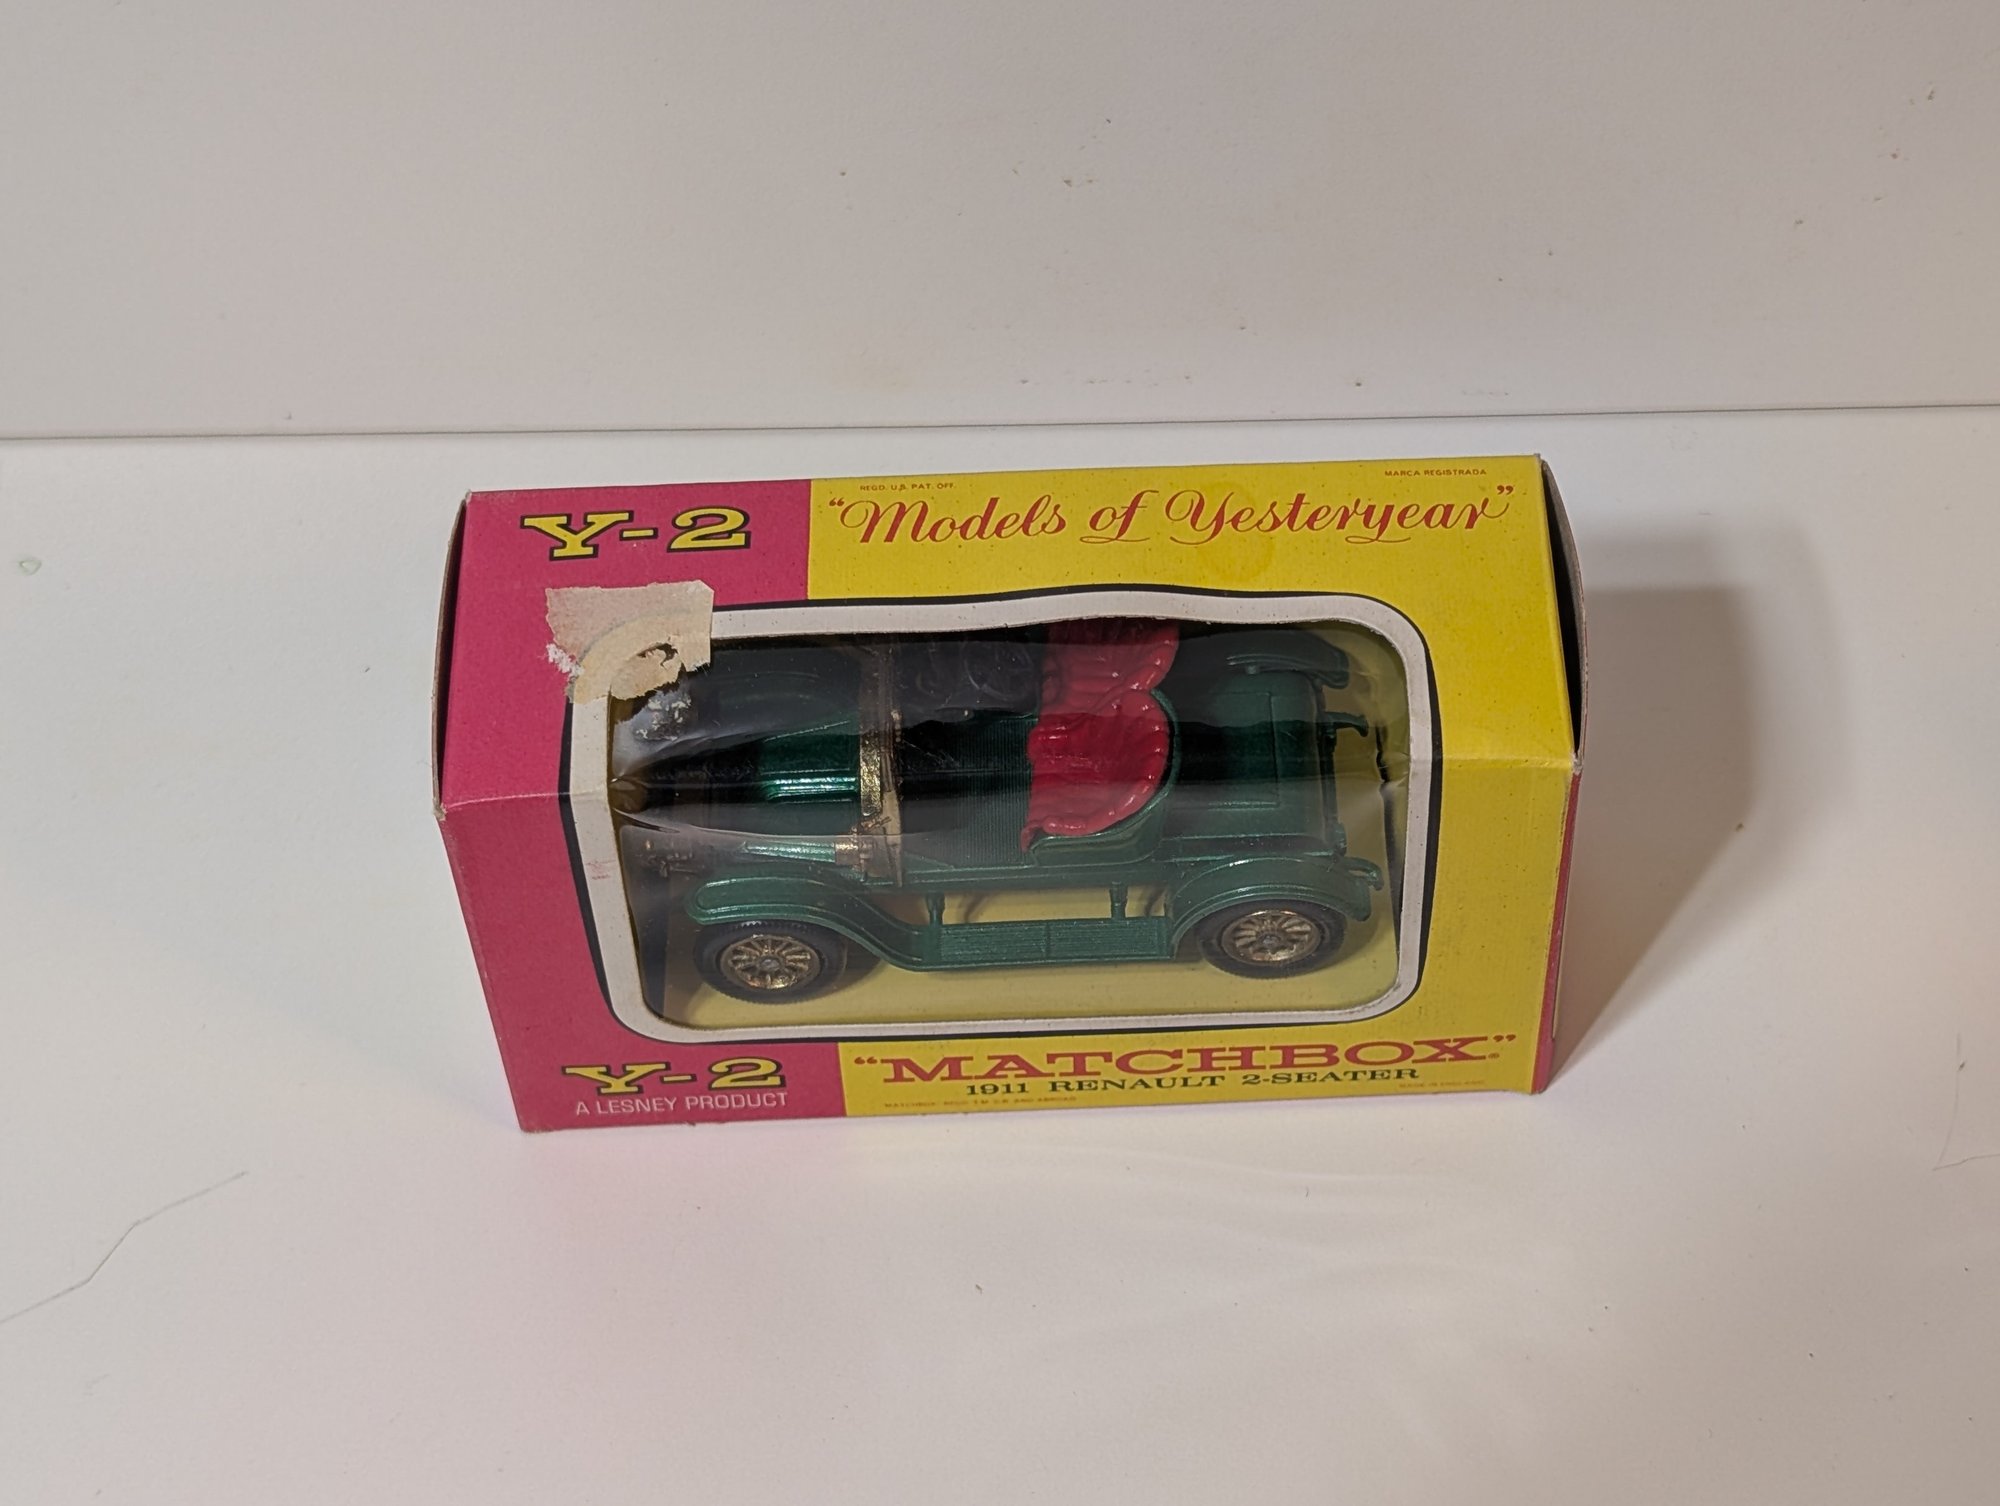 Y-2
REGD. U.S. PAT. OFF.
MARCA REGISTRADA
"Models of Yesteryear"
Y-2
A LESNEY PRODUCT
"MATCHBOX"®
1911 RENAULT 2-SEATER